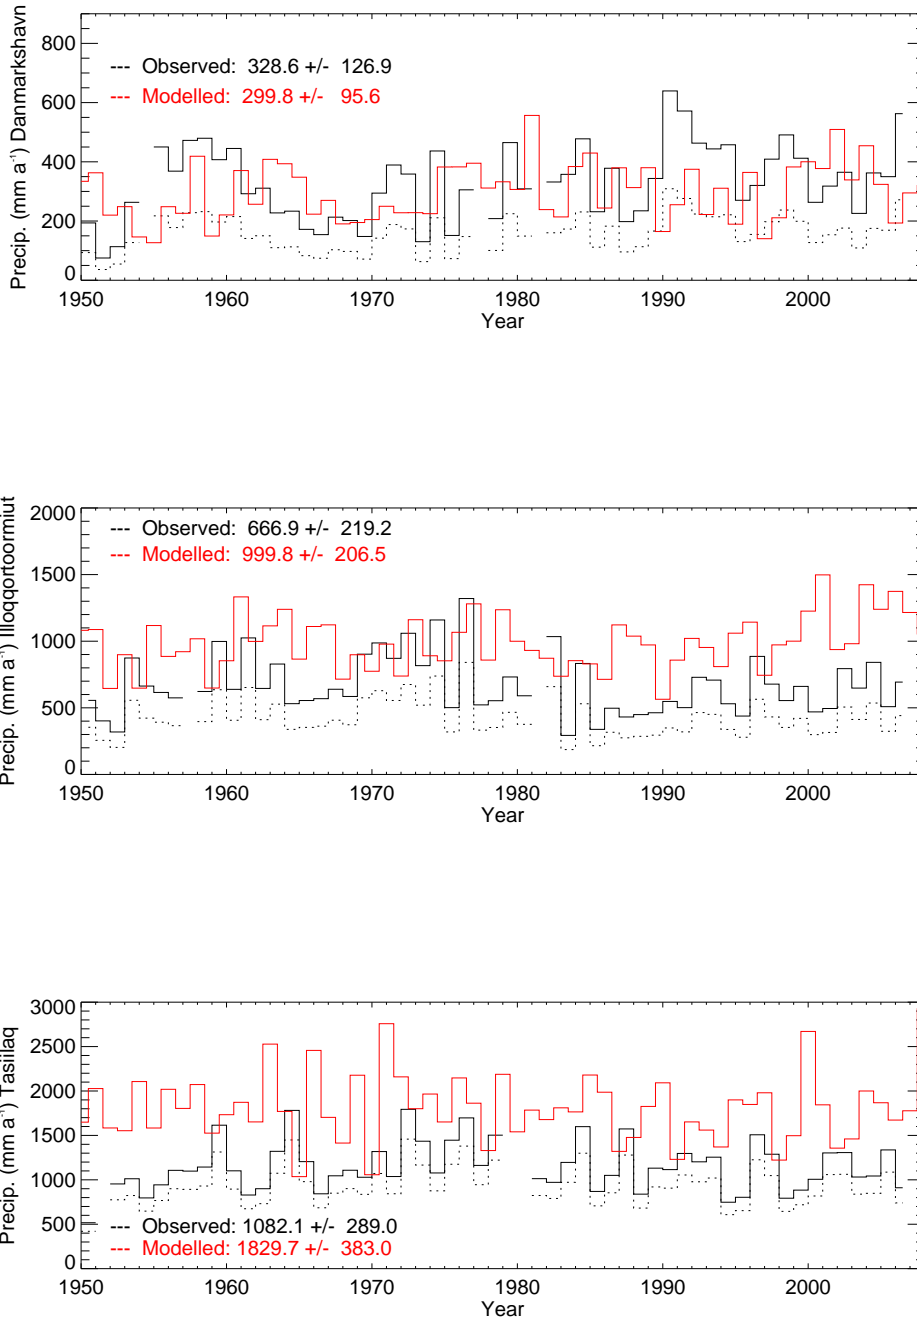 Precip. (mm a⁻¹) Danmarkshavn
800
600
400
200
0
--- Observed: 328.6 +/- 126.9
--- Modelled: 299.8 +/- 95.6
1950 1960 1970 1980 1990 2000
Year
Precip. (mm a⁻¹) Illoqqortoormiut
2000
1500
1000
500
0
--- Observed: 666.9 +/- 219.2
--- Modelled: 999.8 +/- 206.5
1950 1960 1970 1980 1990 2000
Year
Precip. (mm a⁻¹) Tasiilaq
3000
2500
2000
1500
1000
500
0
--- Observed: 1082.1 +/- 289.0
--- Modelled: 1829.7 +/- 383.0
1950 1960 1970 1980 1990 2000
Year